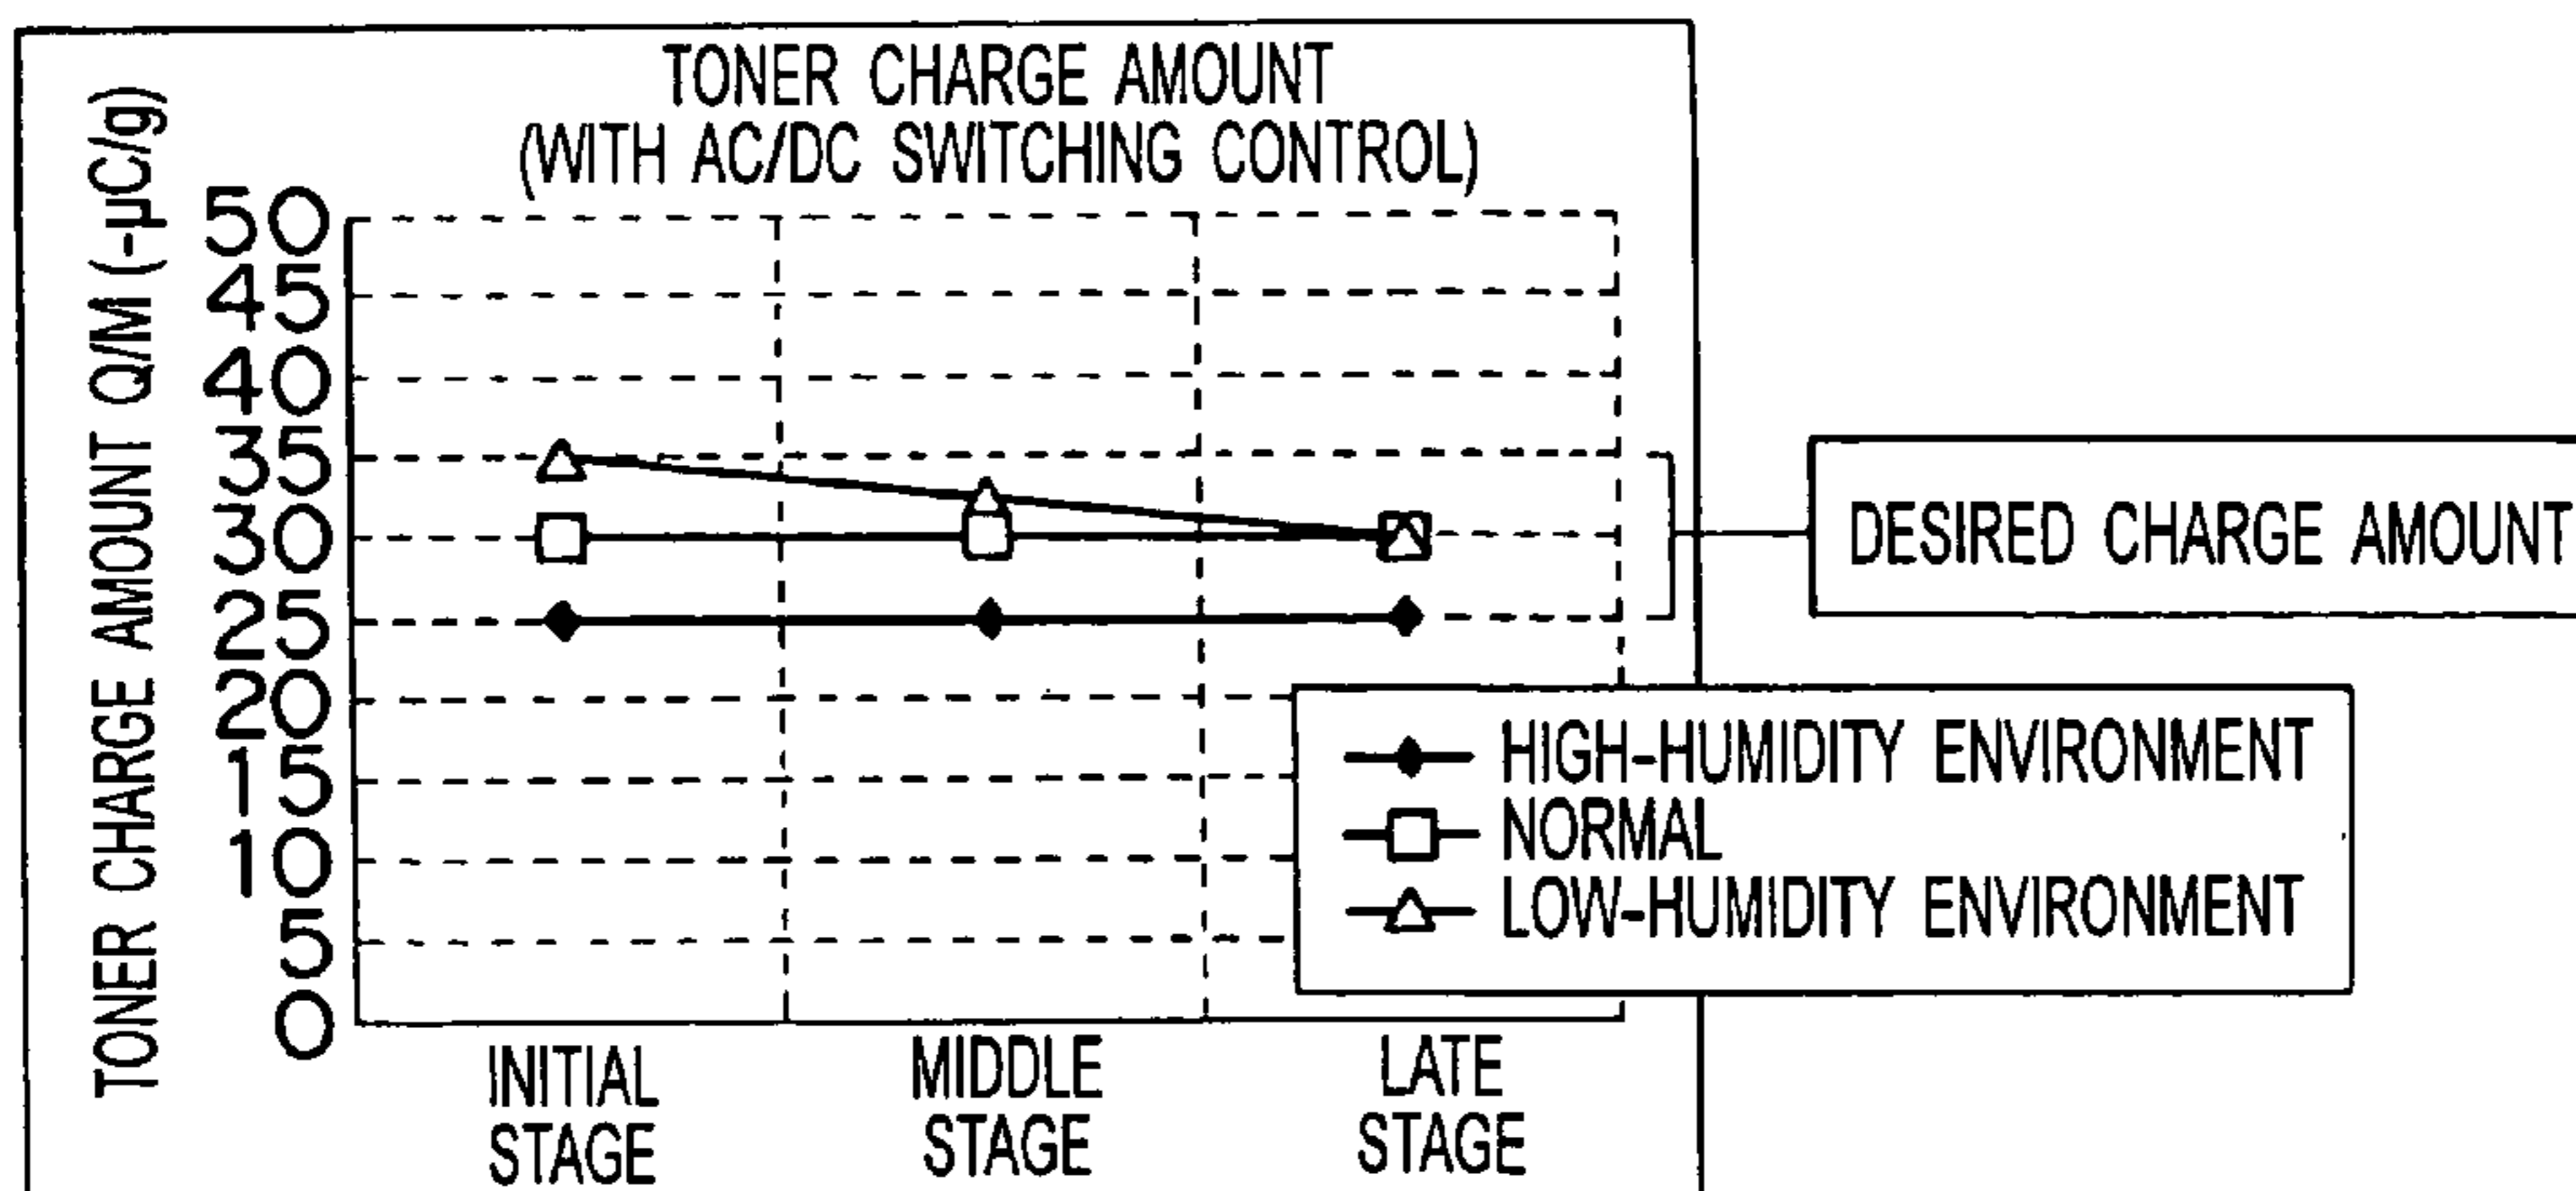 TONER CHARGE AMOUNT
(WITH AC/DC SWITCHING CONTROL)
TONER CHARGE AMOUNT Q/M (-μC/g)
50
45
40
35
30
25
20
15
10
5
0
DESIRED CHARGE AMOUNT
HIGH-HUMIDITY ENVIRONMENT
NORMAL
LOW-HUMIDITY ENVIRONMENT
INITIAL
STAGE
MIDDLE
STAGE
LATE
STAGE